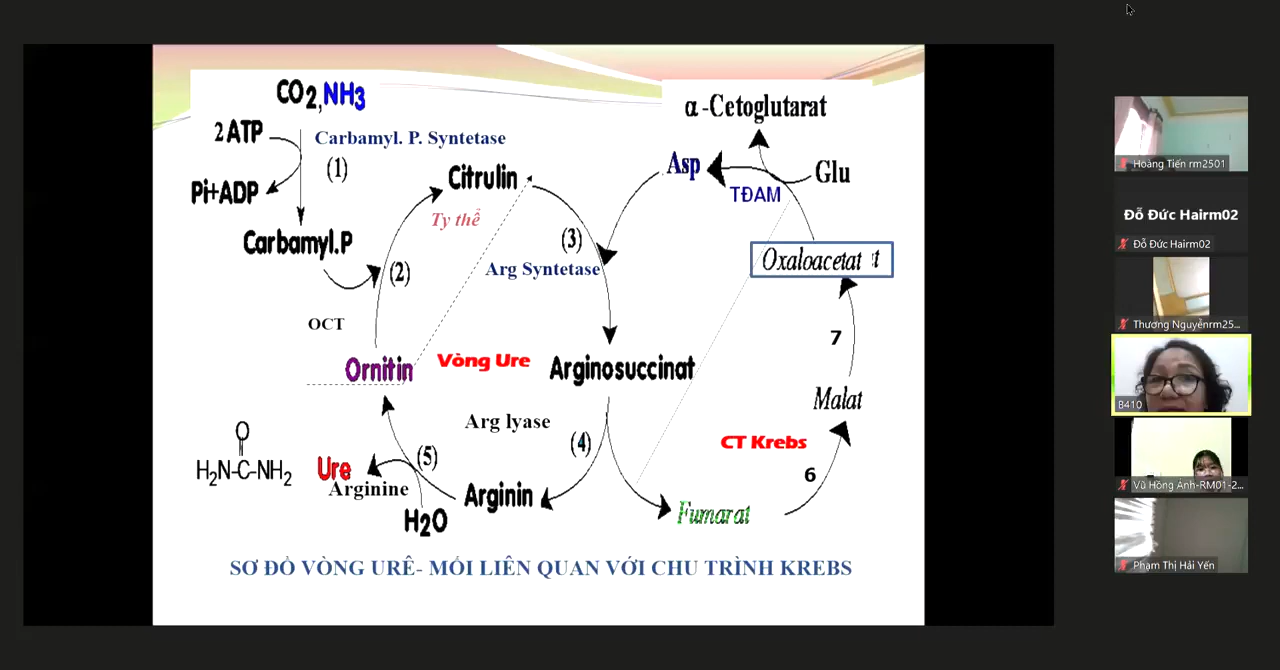 CO2,NH3
2ATP
Carbamyl. P. Syntetase
(1)
Pi+ADP
Carbamyl.P
(2)
OCT
Citrulin
Ty thể
(3)
Arg Syntetase
Ornitin
Vòng Ure
Arginosuccinat
Arg lyase
(4)
(5)
O
H2N-C-NH2
Ure
Arginine
H2O
Arginin
α-Cetoglutarat
Asp
Glu
TĐAM
Oxaloacetat t
7
Malat
CT Krebs
6
Fumarat
SƠ ĐỒ VÒNG URÊ- MỐI LIÊN QUAN VỚI CHU TRÌNH KREBS
Hoàng Tiến rm2501
Đỗ Đức Hairm02
Đỗ Đức Hairm02
Thương Nguyễnrm25...
B410
Vũ Hồng Ánh-RM01-2...
Phạm Thị Hải Yến